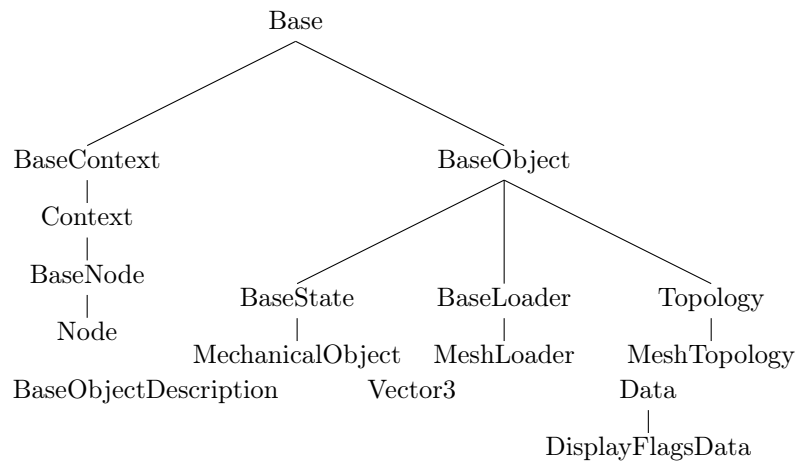 Base
BaseContext BaseObject
Context
BaseNode
BaseState BaseLoader Topology
Node
MechanicalObject MeshLoader MeshTopology
BaseObjectDescription Vector3 Data
DisplayFlagsData